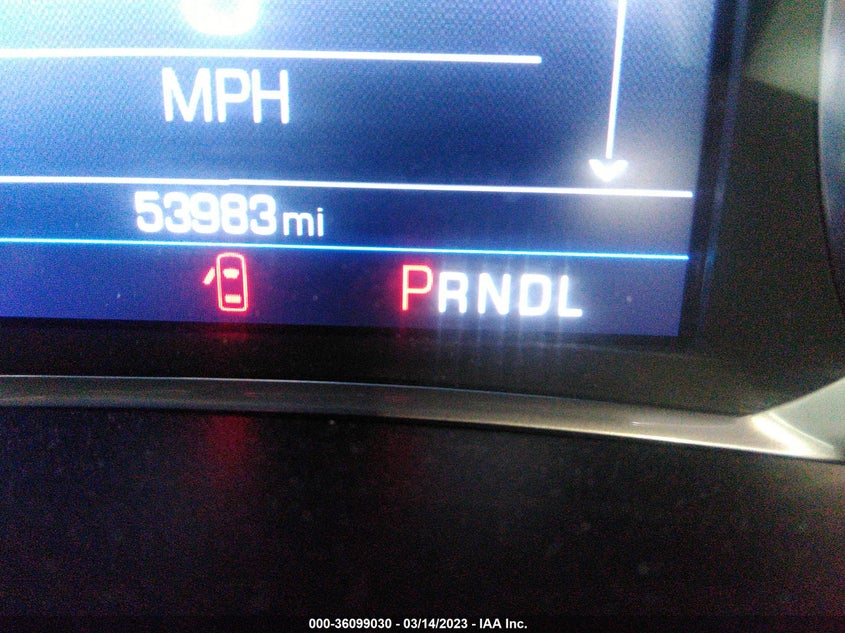 MPH
53983 mi
PRNDL
000-36099030 - 03/14/2023 - IAA Inc.